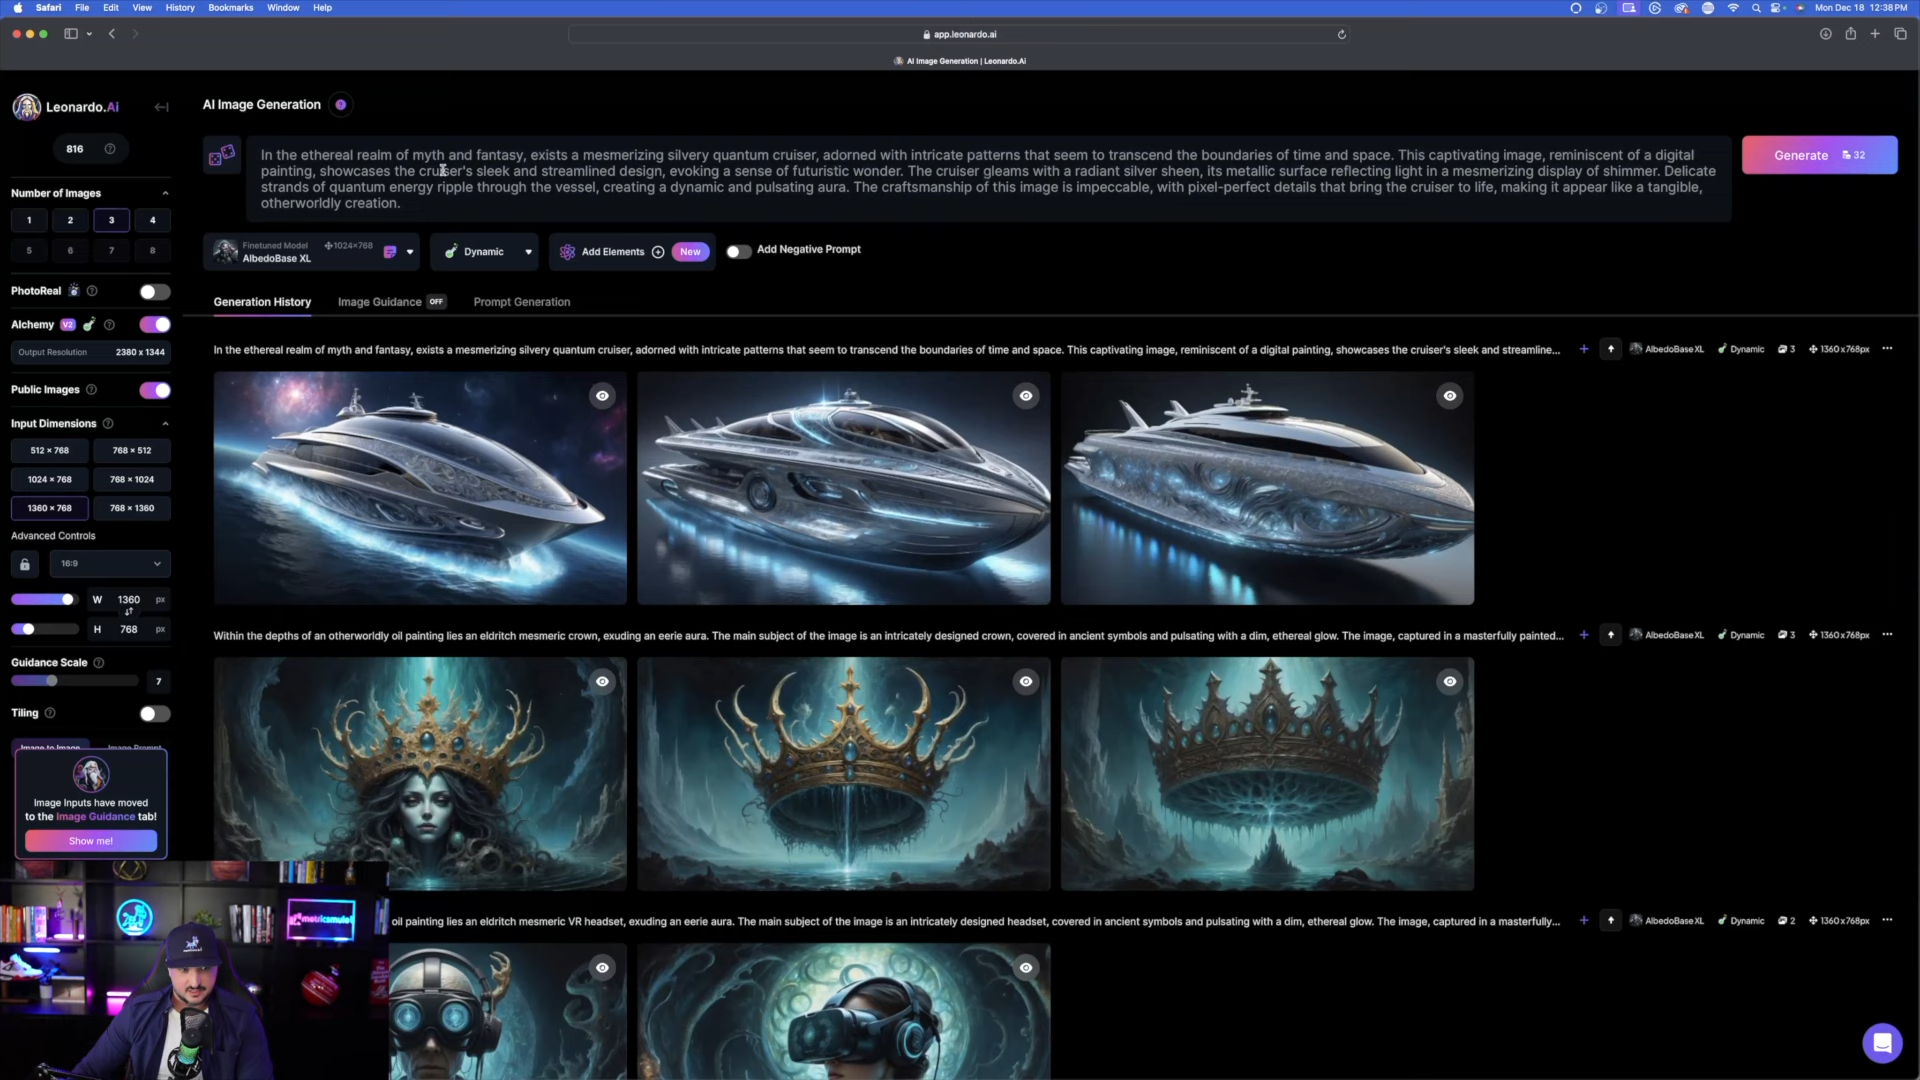 Safari File Edit View History Bookmarks Window Help
Mon Dec 18 12:38 PM
app.leonardo.ai
AI Image Generation | Leonardo.Ai
Leonardo.Ai
816
Number of Images
1 2 3 4
5 6 7 8
PhotoReal
Alchemy V2
Output Resolution 2380 x 1344
Public Images
Input Dimensions
512 × 768 768 × 512
1024 × 768 768 × 1024
1360 × 768 768 × 1360
Advanced Controls
16:9
W 1360 px
H 768 px
Guidance Scale
7
Tiling
Image to Image Image Prompt
Image Inputs have moved
to the Image Guidance tab!
Show me!
AI Image Generation
In the ethereal realm of myth and fantasy, exists a mesmerizing silvery quantum cruiser, adorned with intricate patterns that seem to transcend the boundaries of time and space. This captivating image, reminiscent of a digital
painting, showcases the cruiser's sleek and streamlined design, evoking a sense of futuristic wonder. The cruiser gleams with a radiant silver sheen, its metallic surface reflecting light in a mesmerizing display of shimmer. Delicate
strands of quantum energy ripple through the vessel, creating a dynamic and pulsating aura. The craftsmanship of this image is impeccable, with pixel-perfect details that bring the cruiser to life, making it appear like a tangible,
otherworldly creation.
Generate 32
Finetuned Model 1024×768
AlbedoBase XL
Dynamic
Add Elements New
Add Negative Prompt
Generation History Image Guidance OFF Prompt Generation
In the ethereal realm of myth and fantasy, exists a mesmerizing silvery quantum cruiser, adorned with intricate patterns that seem to transcend the boundaries of time and space. This captivating image, reminiscent of a digital painting, showcases the cruiser's sleek and streamline... AlbedoBase XL Dynamic 3 1360x768px
Within the depths of an otherworldly oil painting lies an eldritch mesmeric crown, exuding an eerie aura. The main subject of the image is an intricately designed crown, covered in ancient symbols and pulsating with a dim, ethereal glow. The image, captured in a masterfully painted... AlbedoBase XL Dynamic 3 1360x768px
oil painting lies an eldritch mesmeric VR headset, exuding an eerie aura. The main subject of the image is an intricately designed headset, covered in ancient symbols and pulsating with a dim, ethereal glow. The image, captured in a masterfully... AlbedoBase XL Dynamic 2 1360x768px
metricsmule